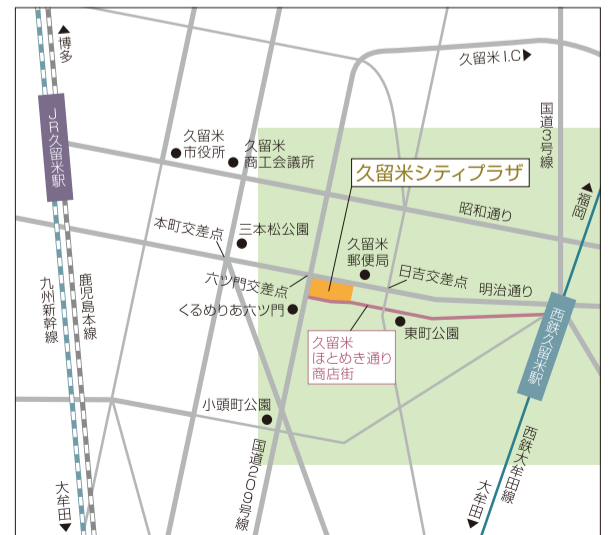 ▲博多
久留米I.C▶
国道3号線
JR久留米駅
久留米
市役所
久留米
商工会議所
久留米シティプラザ
▲福岡
昭和通り
本町交差点
三本松公園
久留米
郵便局
日吉交差点
明治通り
六ツ門交差点
くるめりあ六ツ門
九州新幹線
鹿児島本線
久留米
ほとめき通り
商店街
東町公園
西鉄久留米駅
小頭町公園
国道209号線
西鉄大牟田線
大牟田▼
大牟田▼